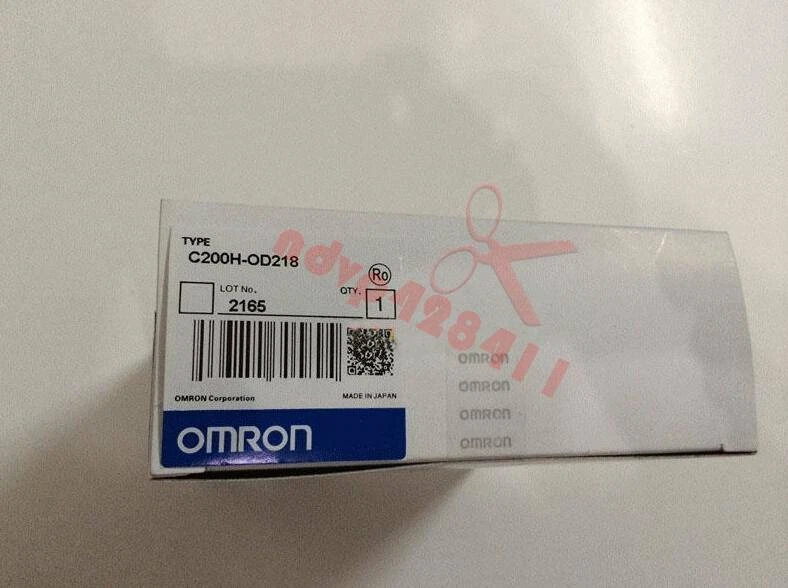 TYPE
C200H-OD218
Ro
LOT No.
2165
QTY.
1
OMRON Corporation
MADE IN JAPAN
OMRON
OMRON
OMRON
OMRON
OMRON